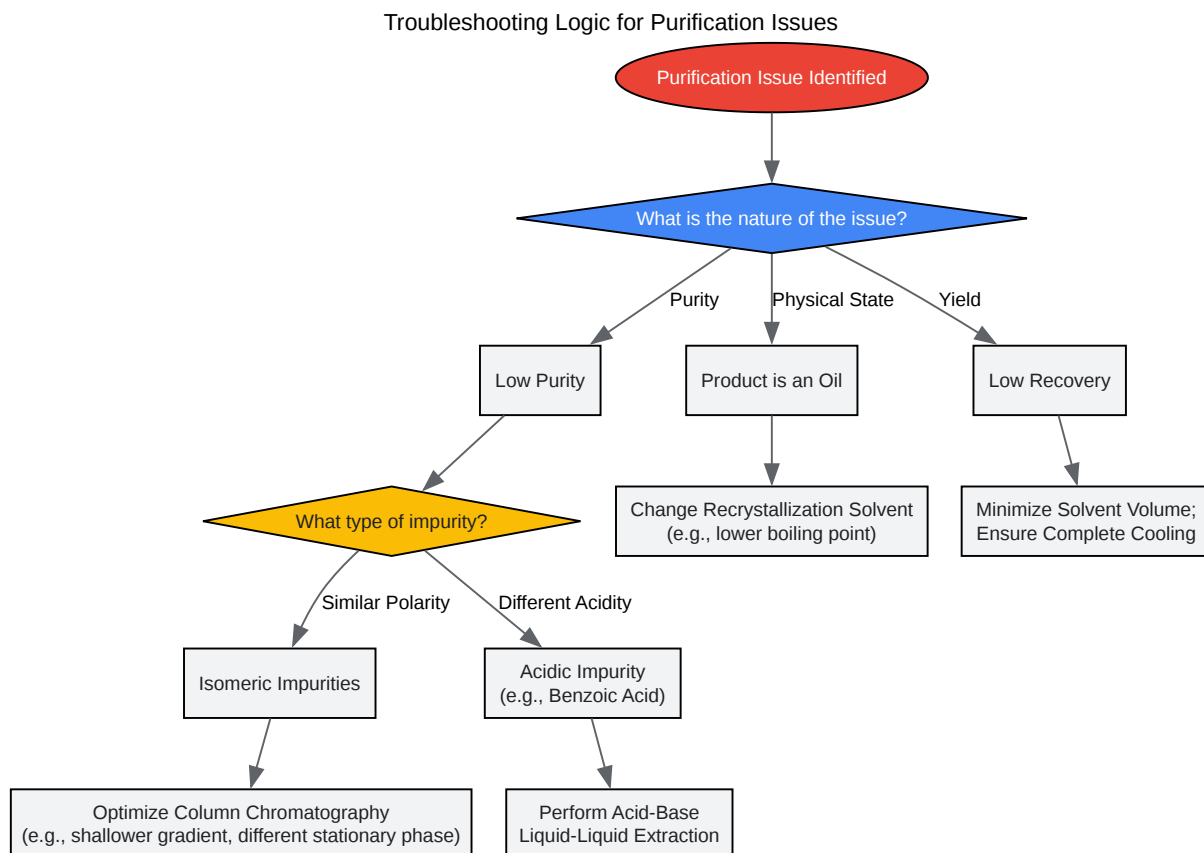 Troubleshooting Logic for Purification Issues
Purification Issue Identified
What is the nature of the issue?
Purity
Physical State
Yield
Low Purity
Product is an Oil
Low Recovery
What type of impurity?
Change Recrystallization Solvent
(e.g., lower boiling point)
Minimize Solvent Volume;
Ensure Complete Cooling
Similar Polarity
Different Acidity
Isomeric Impurities
Acidic Impurity
(e.g., Benzoic Acid)
Optimize Column Chromatography
(e.g., shallower gradient, different stationary phase)
Perform Acid-Base
Liquid-Liquid Extraction